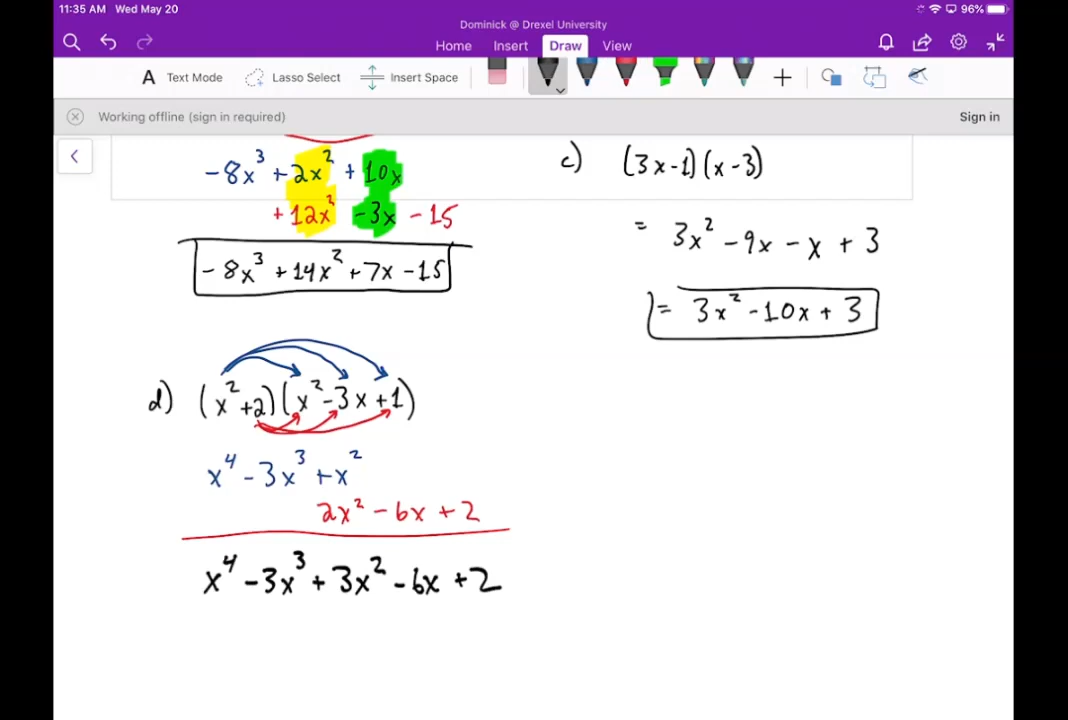 11:35 AM Wed May 20
96%
Dominick @ Drexel University
Home Insert Draw View
A Text Mode Lasso Select Insert Space
Working offline (sign in required) Sign in
-8x³ + 2x² + 10x
+ 12x² - 3x - 15
-8x³ + 14x² + 7x - 15
c) (3x-1)(x-3)
= 3x² - 9x - x + 3
= 3x² - 10x + 3
d) (x²+2)(x²-3x+1)
x⁴ - 3x³ + x²
2x² - 6x + 2
x⁴ - 3x³ + 3x² - 6x + 2